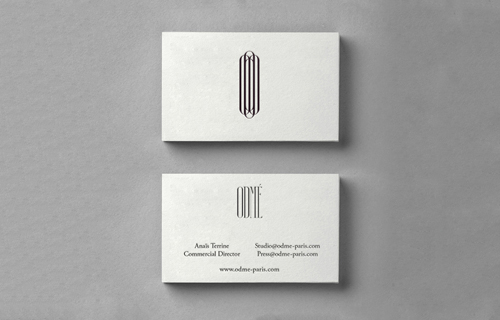 ODMÉ
Anaïs Terrine
Commercial Director
Studio@odme-paris.com
Press@odme-paris.com
www.odme-paris.com